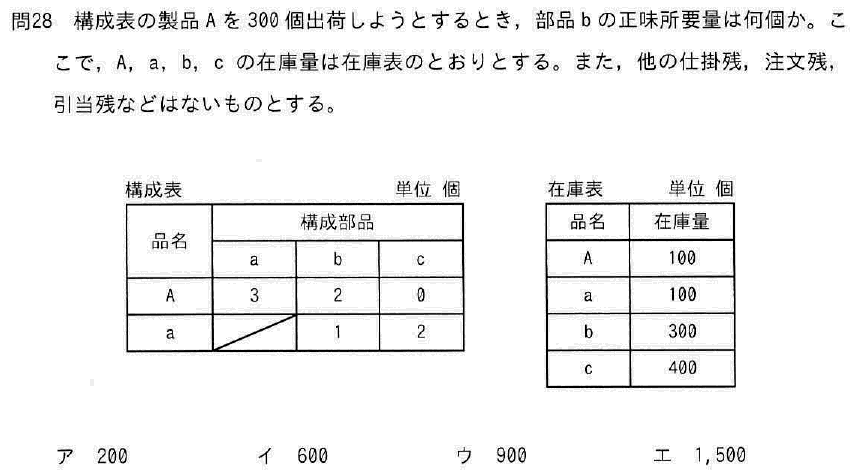 問28 構成表の製品Aを300個出荷しようとするとき，部品bの正味所要量は何個か。こ
こで，A，a，b，c の在庫量は在庫表のとおりとする。また，他の仕掛残，注文残，
引当残などはないものとする。
構成表 単位 個
品名 構成部品
a b c
A 3 2 0
a 1 2
在庫表 単位 個
品名 在庫量
A 100
a 100
b 300
c 400
ア 200 イ 600 ウ 900 エ 1,500